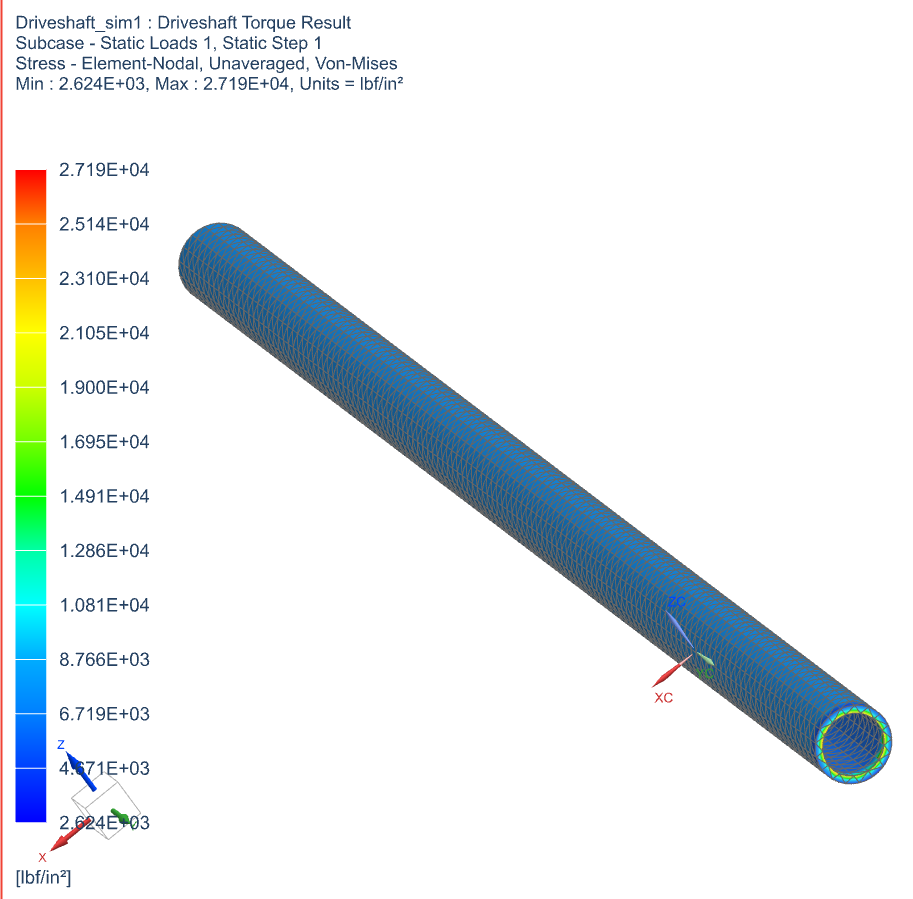 Driveshaft_sim1 : Driveshaft Torque Result
Subcase - Static Loads 1, Static Step 1
Stress - Element-Nodal, Unaveraged, Von-Mises
Min : 2.624E+03, Max : 2.719E+04, Units = lbf/in²
2.719E+04
2.514E+04
2.310E+04
2.105E+04
1.900E+04
1.695E+04
1.491E+04
1.286E+04
1.081E+04
ZC
8.766E+03
XC
6.719E+03
Z
4.671E+03
2.624E+03
X
[lbf/in²]